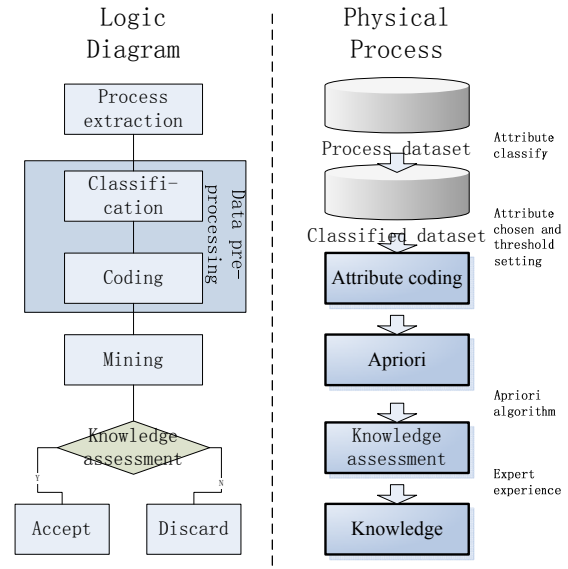 Logic
Diagram
Process
extraction
Classifi-
cation
Data pre-
processing
Coding
Mining
Knowledge
assessment
Y
N
Accept
Discard
Physical
Process
Process dataset
Attribute
classify
Classified dataset
Attribute
chosen and
threshold
setting
Attribute coding
Apriori
Apriori
algorithm
Knowledge
assessment
Expert
experience
Knowledge